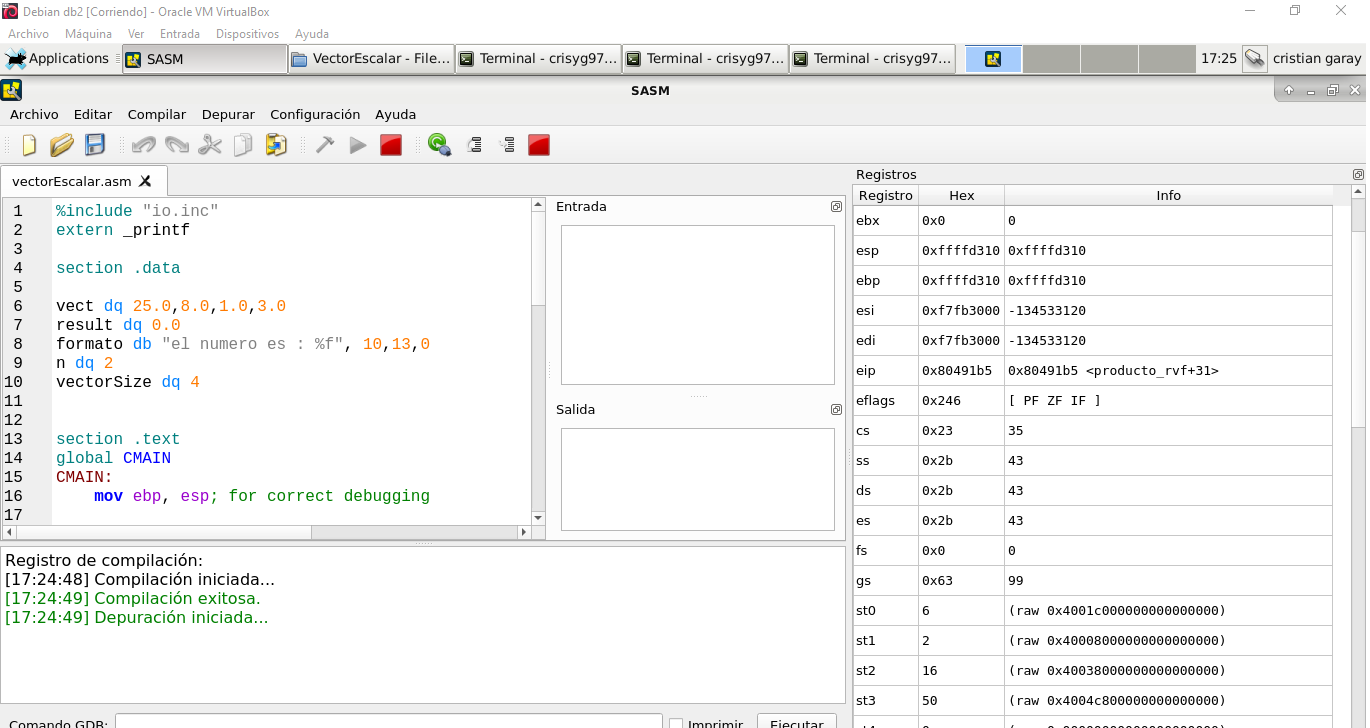 Debian db2 [Corriendo] - Oracle VM VirtualBox
Archivo Máquina Ver Entrada Dispositivos Ayuda
Applications SASM VectorEscalar - File... Terminal - crisyg97... Terminal - crisyg97... Terminal - crisyg97... 17:25 cristian garay
SASM
Archivo Editar Compilar Depurar Configuración Ayuda
vectorEscalar.asm
1 %include "io.inc"
2 extern _printf
3
4 section .data
5
6 vect dq 25.0,8.0,1.0,3.0
7 result dq 0.0
8 formato db "el numero es : %f", 10,13,0
9 n dq 2
10 vectorSize dq 4
11
12
13 section .text
14 global CMAIN
15 CMAIN:
16 mov ebp, esp; for correct debugging
17
Entrada
Salida
Registro de compilación:
[17:24:48] Compilación iniciada...
[17:24:49] Compilación exitosa.
[17:24:49] Depuración iniciada...
Comando GDB: Imprimir Ejecutar
Registros
Registro Hex Info
ebx 0x0 0
esp 0xffffd310 0xffffd310
ebp 0xffffd310 0xffffd310
esi 0xf7fb3000 -134533120
edi 0xf7fb3000 -134533120
eip 0x80491b5 0x80491b5 <producto_rvf+31>
eflags 0x246 [ PF ZF IF ]
cs 0x23 35
ss 0x2b 43
ds 0x2b 43
es 0x2b 43
fs 0x0 0
gs 0x63 99
st0 6 (raw 0x4001c000000000000000)
st1 2 (raw 0x40008000000000000000)
st2 16 (raw 0x40038000000000000000)
st3 50 (raw 0x4004c800000000000000)